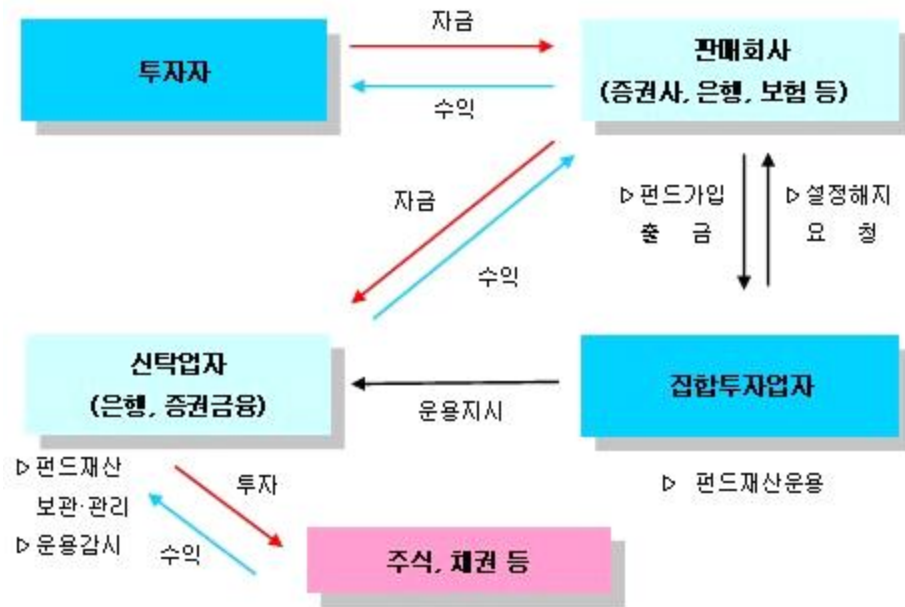 자금
투자자
판매회사
(증권사, 은행, 보험 등)
수익
자금
▷펀드가입
출 금
▷설정해지
요 청
수익
신탁업자
(은행, 증권금융)
집합투자업자
운용지시
▷펀드재산
보관·관리
▷운용감시
투자
수익
▷ 펀드재산운용
주식, 채권 등